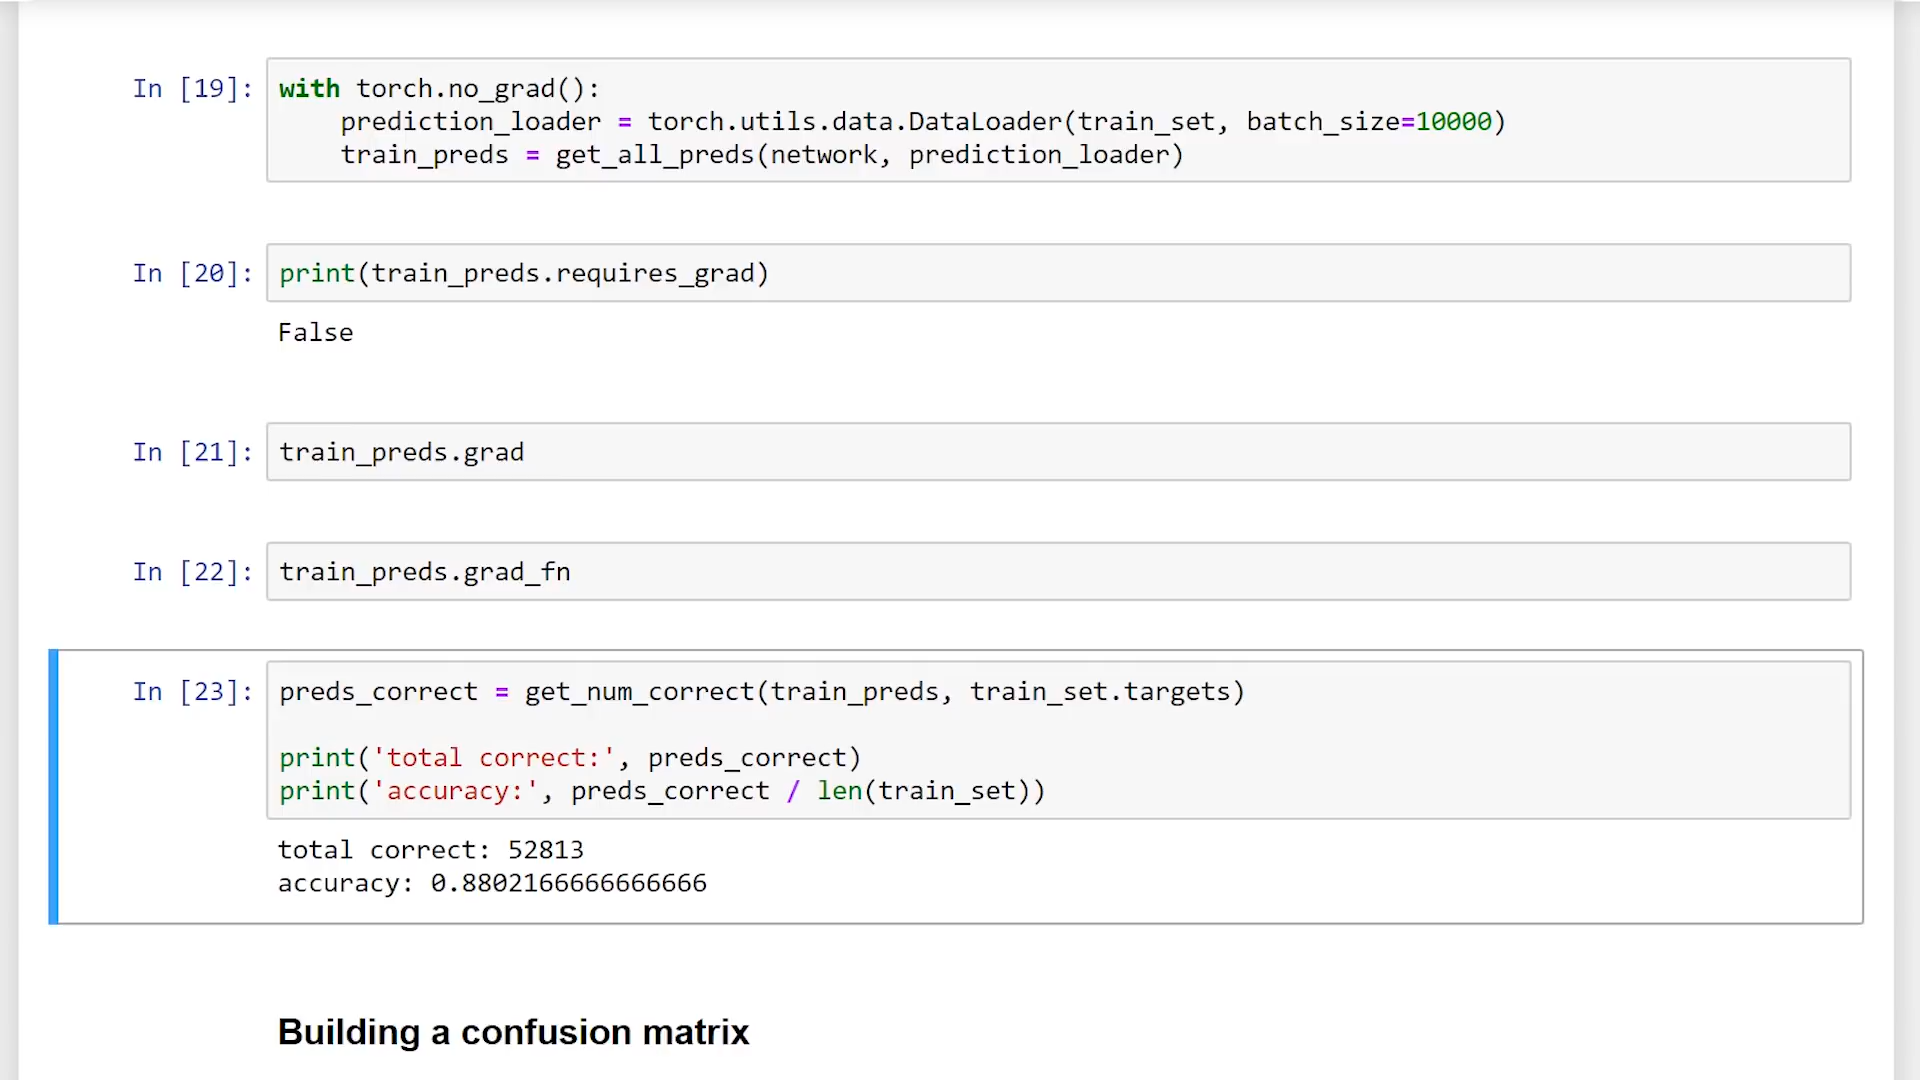 In [19]: with torch.no_grad():
    prediction_loader = torch.utils.data.DataLoader(train_set, batch_size=10000)
    train_preds = get_all_preds(network, prediction_loader)
In [20]: print(train_preds.requires_grad)
False
In [21]: train_preds.grad
In [22]: train_preds.grad_fn
In [23]: preds_correct = get_num_correct(train_preds, train_set.targets)
print('total correct:', preds_correct)
print('accuracy:', preds_correct / len(train_set))
total correct: 52813
accuracy: 0.8802166666666666
Building a confusion matrix